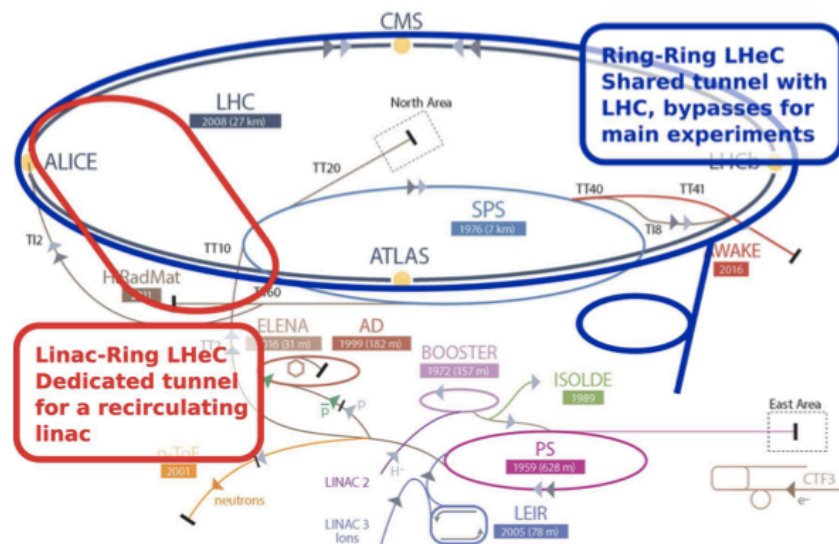 CMS
Ring-Ring LHeC
Shared tunnel with
LHC, bypasses for
main experiments
LHC
2008 (27 km)
North Area
ALICE
LHCb
TT20
TT40
TT41
SPS
1976 (7 km)
TI8
TI2
TT10
ATLAS
AWAKE
2016
HiRadMat
2011
TT60
ELENA
2016 (31 m)
AD
1999 (182 m)
TT2
BOOSTER
1972 (157 m)
ISOLDE
1989
Linac-Ring LHeC
Dedicated tunnel
for a recirculating
linac
p
p
East Area
n-ToF
2001
PS
1959 (628 m)
H⁻
LINAC 2
neutrons
CTF3
e⁻
LINAC 3
Ions
LEIR
2005 (78 m)